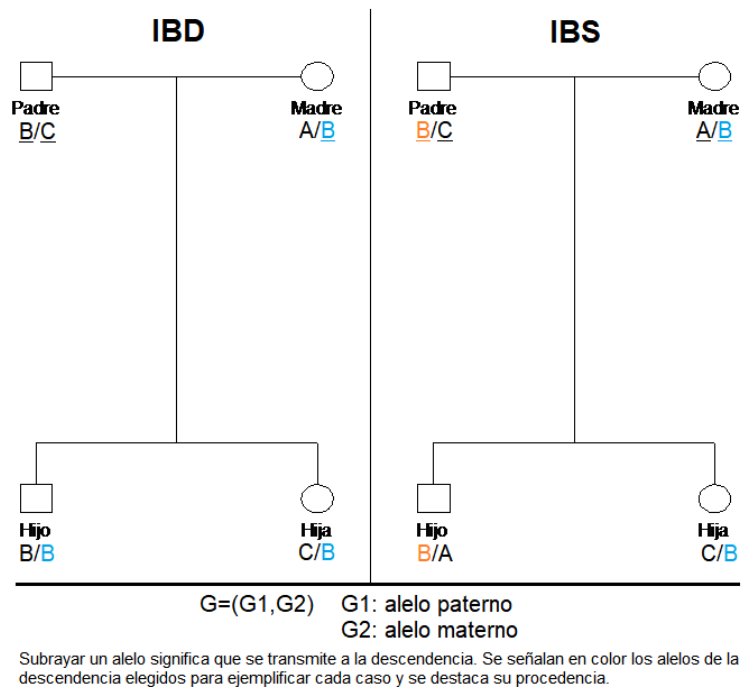 IBD
IBS
Padre
Madre
B/C
A/B
Padre
Madre
B/C
A/B
Hijo
Hija
B/B
C/B
Hijo
Hija
B/A
C/B
G=(G1,G2) G1: alelo paterno
G2: alelo materno
Subrayar un alelo significa que se transmite a la descendencia. Se señalan en color los alelos de la
descendencia elegidos para ejemplificar cada caso y se destaca su procedencia.